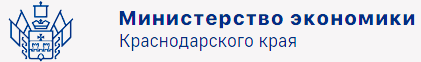 Министерство экономики
Краснодарского края